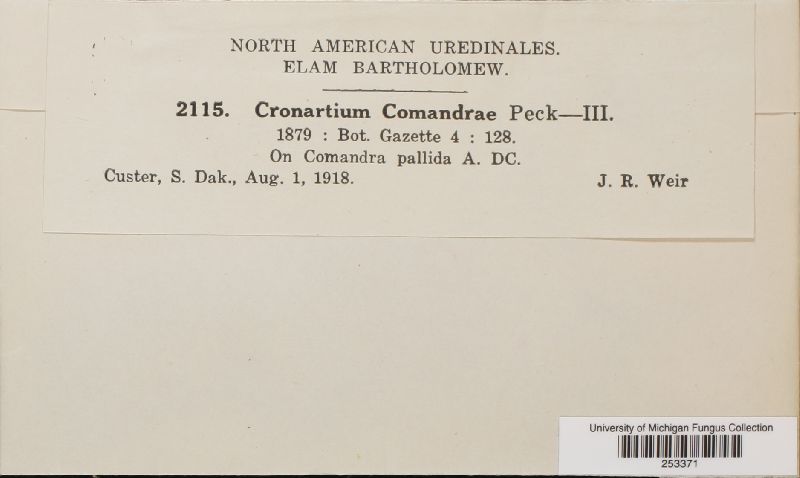 NORTH AMERICAN UREDINALES.
ELAM BARTHOLOMEW.
2115. Cronartium Comandrae Peck—III.
1879 : Bot. Gazette 4 : 128.
On Comandra pallida A. DC.
Custer, S. Dak., Aug. 1, 1918. J. R. Weir
University of Michigan Fungus Collection
253371